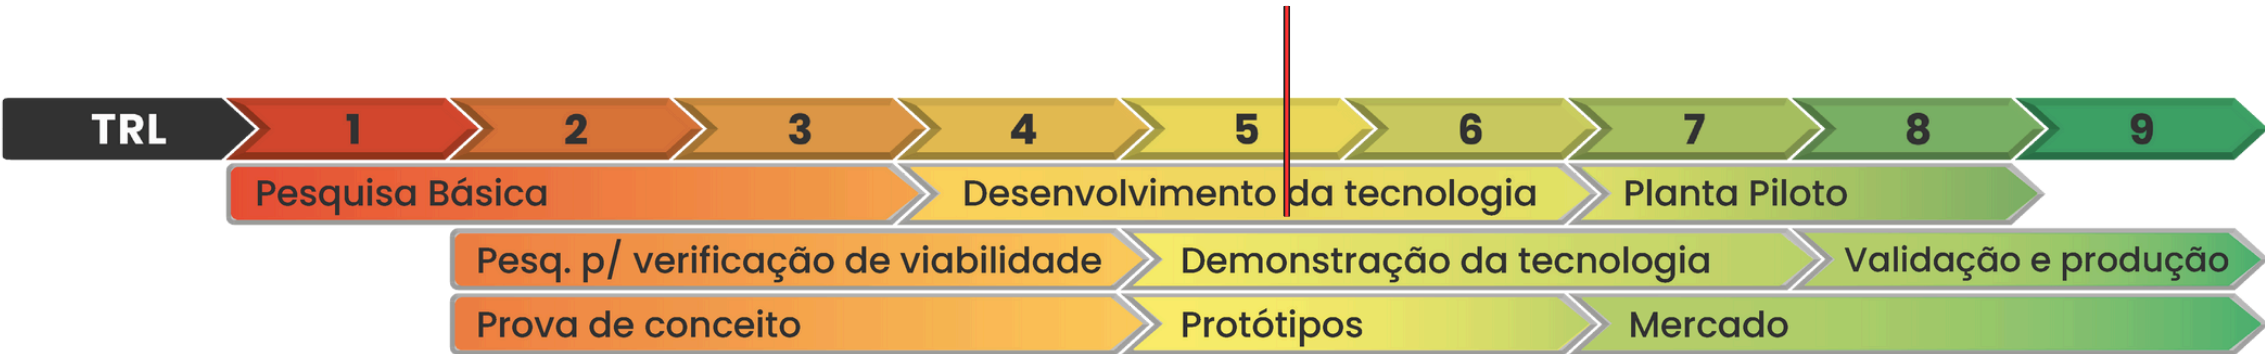 TRL 1 2 3 4 5 6 7 8 9
Pesquisa Básica Desenvolvimento da tecnologia Planta Piloto
Pesq. p/ verificação de viabilidade Demonstração da tecnologia Validação e produção
Prova de conceito Protótipos Mercado